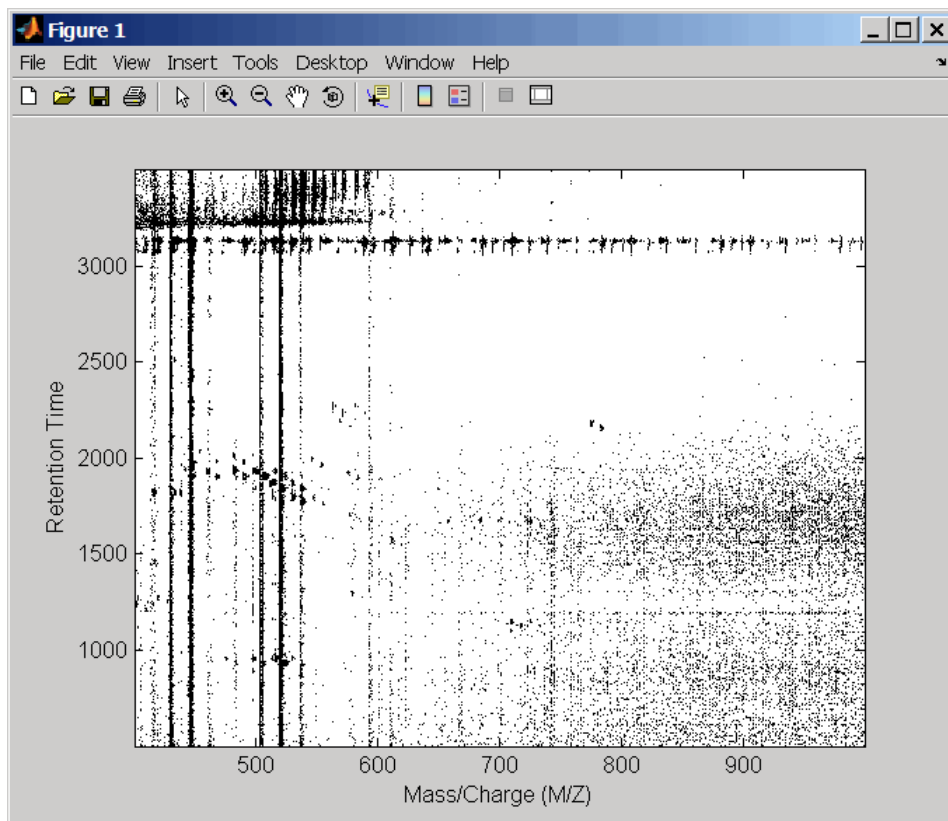 Figure 1
File Edit View Insert Tools Desktop Window Help
3000
2500
2000
1500
1000
Retention Time
500 600 700 800 900
Mass/Charge (M/Z)